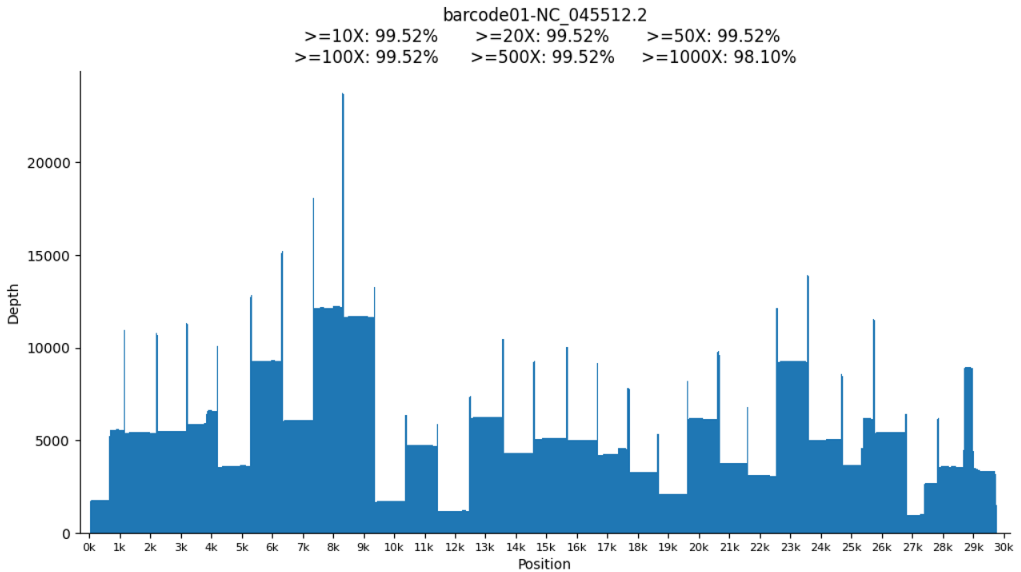 barcode01-NC_045512.2
>=10X: 99.52% >=20X: 99.52% >=50X: 99.52%
>=100X: 99.52% >=500X: 99.52% >=1000X: 98.10%
20000
15000
10000
5000
0
Depth
0k 1k 2k 3k 4k 5k 6k 7k 8k 9k 10k 11k 12k 13k 14k 15k 16k 17k 18k 19k 20k 21k 22k 23k 24k 25k 26k 27k 28k 29k 30k
Position